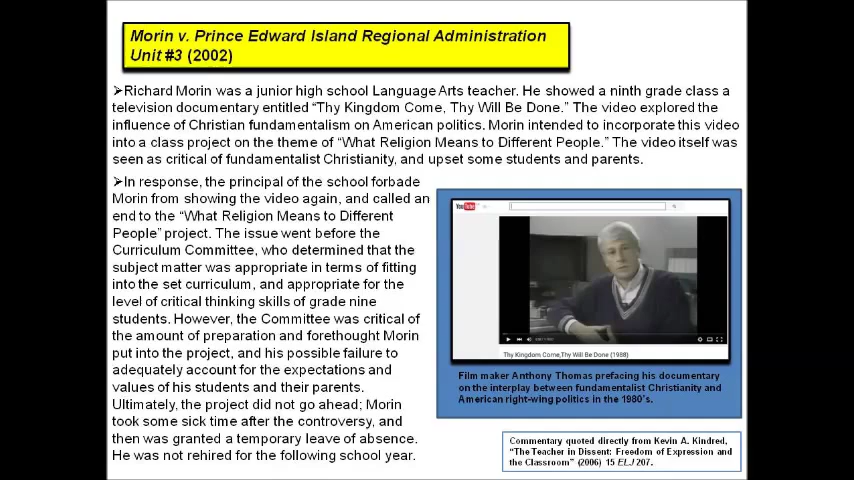 Morin v. Prince Edward Island Regional Administration
Unit #3 (2002)
➢Richard Morin was a junior high school Language Arts teacher. He showed a ninth grade class a
television documentary entitled “Thy Kingdom Come, Thy Will Be Done.” The video explored the
influence of Christian fundamentalism on American politics. Morin intended to incorporate this video
into a class project on the theme of “What Religion Means to Different People.” The video itself was
seen as critical of fundamentalist Christianity, and upset some students and parents.
➢In response, the principal of the school forbade
Morin from showing the video again, and called an
end to the “What Religion Means to Different
People” project. The issue went before the
Curriculum Committee, who determined that the
subject matter was appropriate in terms of fitting
into the set curriculum, and appropriate for the
level of critical thinking skills of grade nine
students. However, the Committee was critical of
the amount of preparation and forethought Morin
put into the project, and his possible failure to
adequately account for the expectations and
values of his students and their parents.
Ultimately, the project did not go ahead; Morin
took some sick time after the controversy, and
then was granted a temporary leave of absence.
He was not rehired for the following school year.
YouTube
Thy Kingdom Come,Thy Will Be Done (1988)
Film maker Anthony Thomas prefacing his documentary
on the interplay between fundamentalist Christianity and
American right-wing politics in the 1980’s.
Commentary quoted directly from Kevin A. Kindred,
“The Teacher in Dissent: Freedom of Expression and
the Classroom” (2006) 15 ELJ 207.